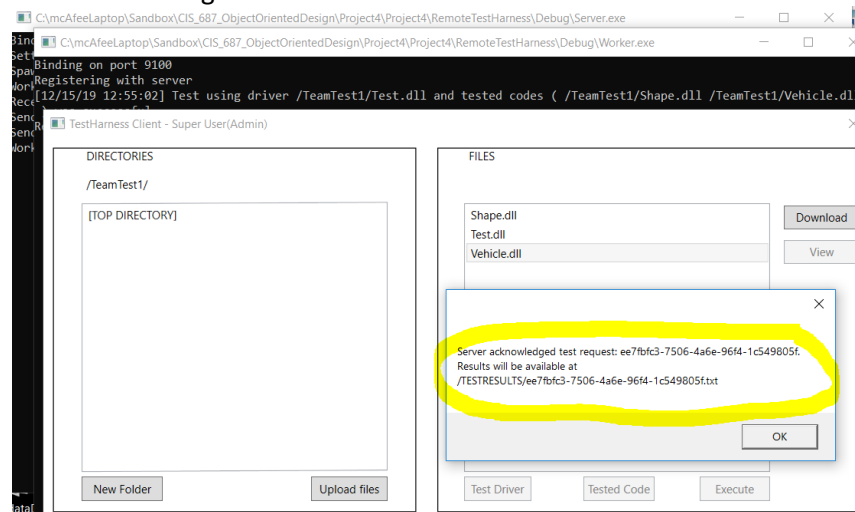 C:\mcAfeeLaptop\Sandbox\CIS_687_ObjectOrientedDesign\Project4\Project4\RemoteTestHarness\Debug\Server.exe
C:\mcAfeeLaptop\Sandbox\CIS_687_ObjectOrientedDesign\Project4\Project4\RemoteTestHarness\Debug\Worker.exe
Binding on port 9100
Registering with server
[12/15/19 12:55:02] Test using driver /TeamTest1/Test.dll and tested codes ( /TeamTest1/Shape.dll /TeamTest1/Vehicle.dl
TestHarness Client - Super User(Admin)
DIRECTORIES
/TeamTest1/
[TOP DIRECTORY]
New Folder
Upload files
FILES
Shape.dll
Test.dll
Vehicle.dll
Download
View
Server acknowledged test request: ee7fbfc3-7506-4a6e-96f4-1c549805f.
Results will be available at
/TESTRESULTS/ee7fbfc3-7506-4a6e-96f4-1c549805f.txt
OK
Test Driver
Tested Code
Execute